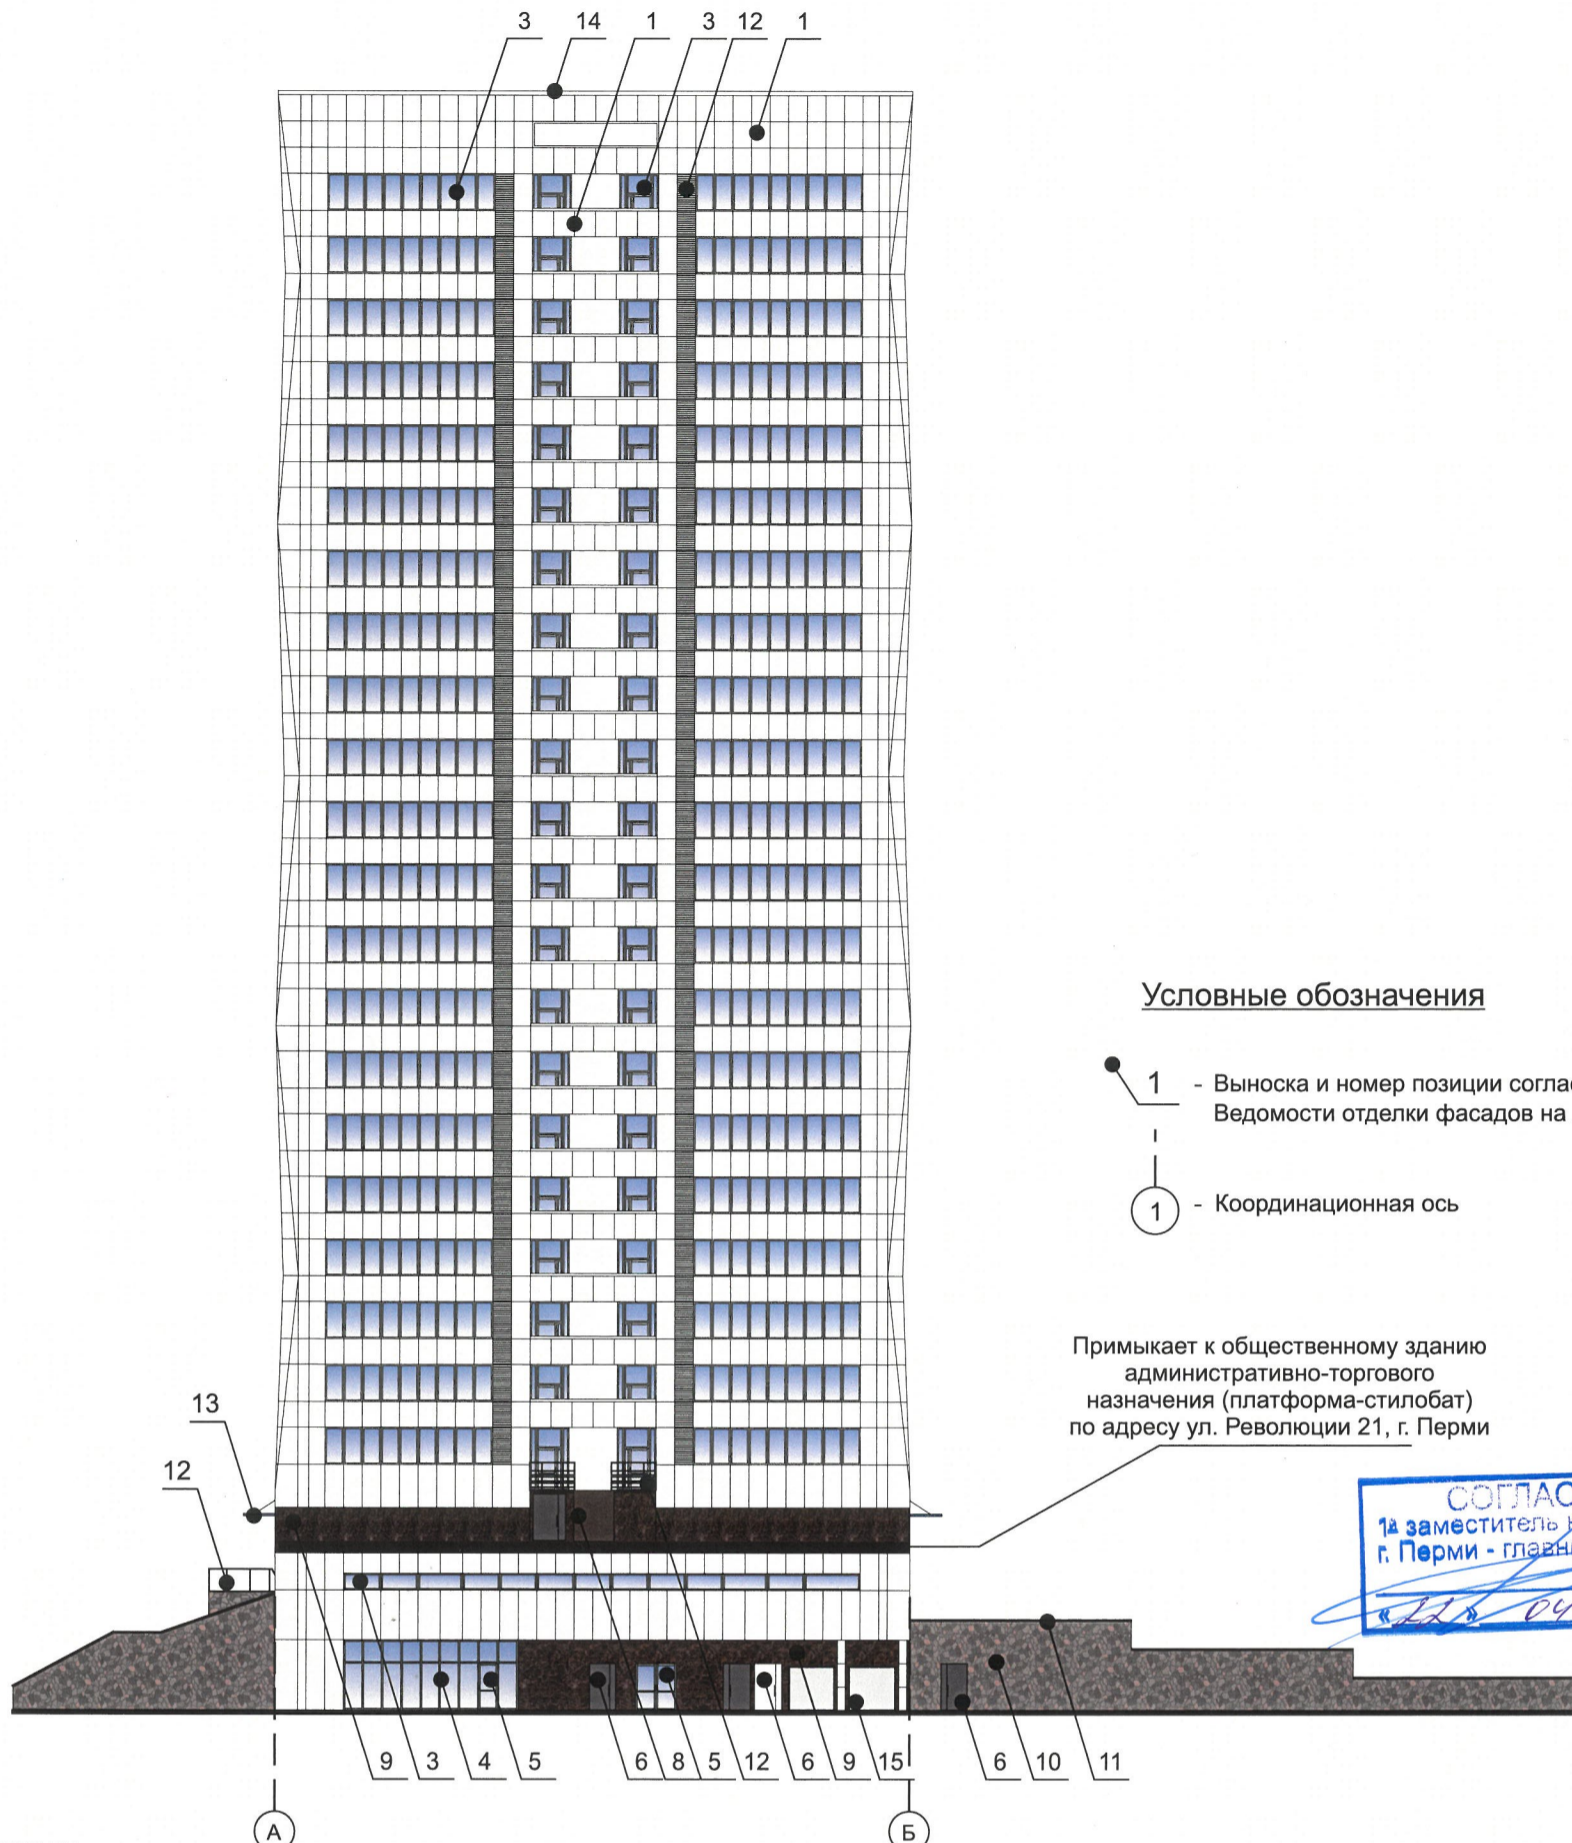 3 14 1 3 12 1
Условные обозначения
1 - Выноска и номер позиции согла
Ведомости отделки фасадов на
1 - Координационная ось
Примыкает к общественному зданию
административно-торгового
назначения (платформа-стилобат)
по адресу ул. Революции 21, г. Перми
13
12
СОГЛАС
1й заместитель
г. Перми - главн
« 22 » 04
9 3 4 5 6 8 5 12 6 9 15 6 10 11
А Б